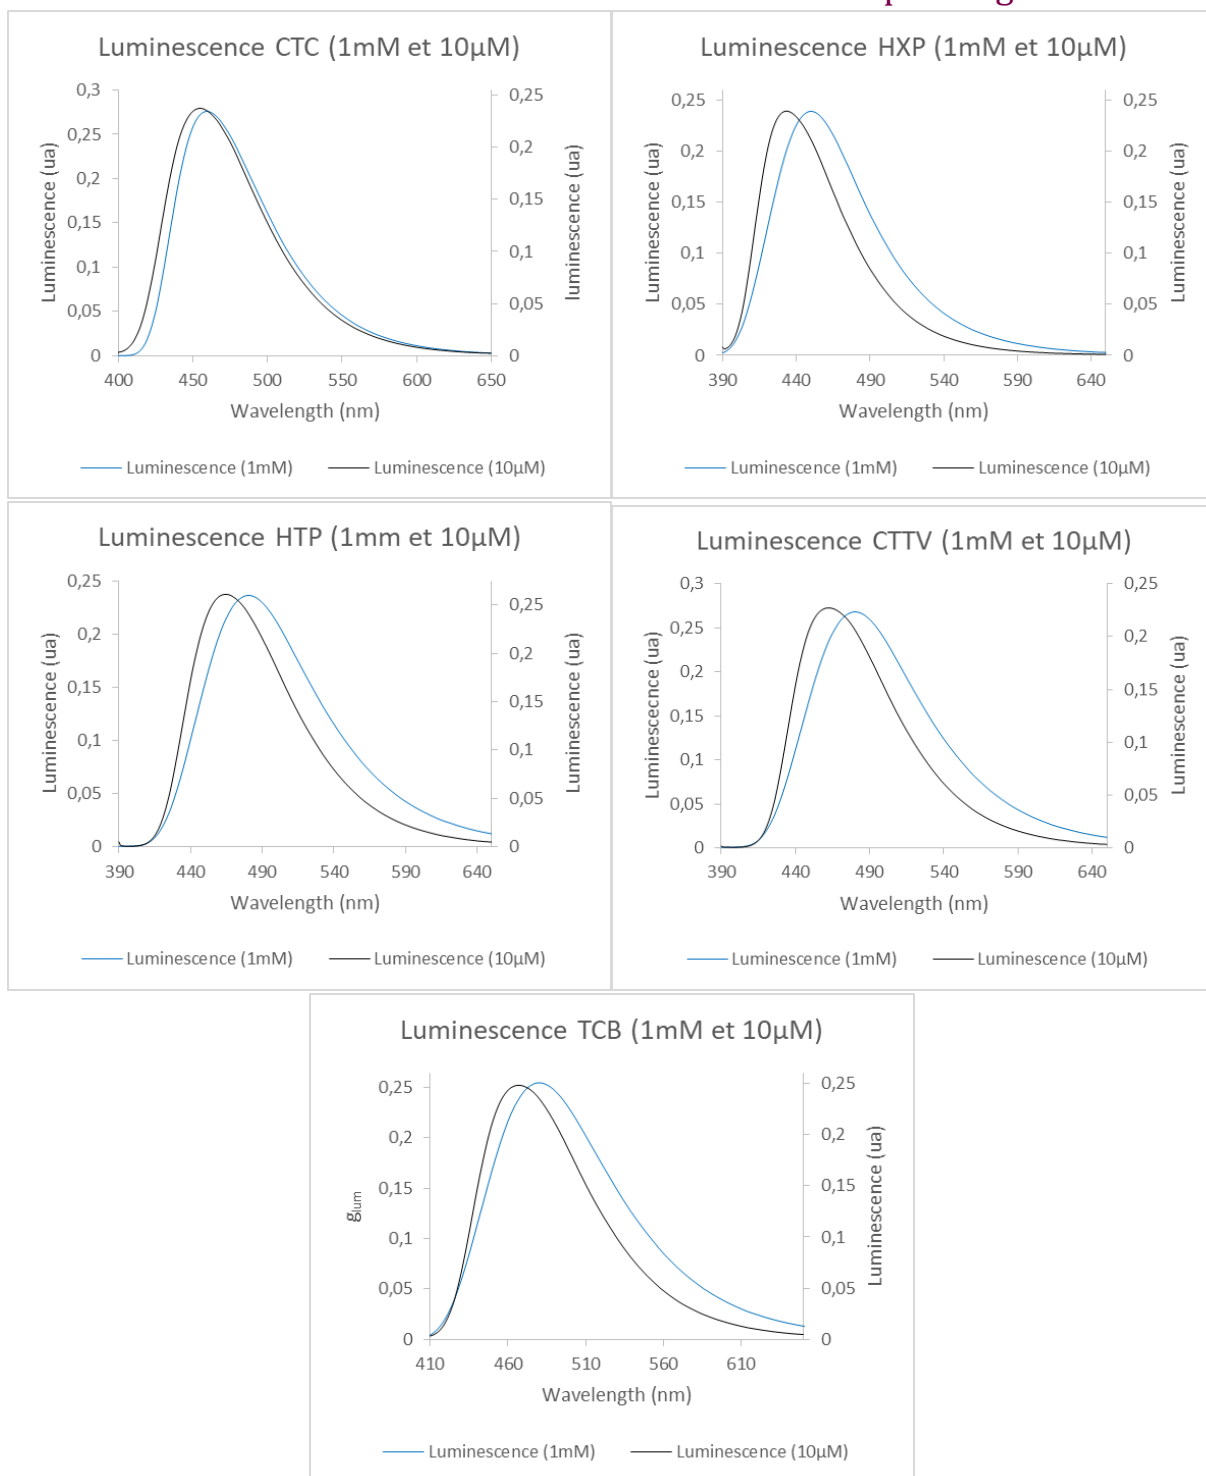 Luminescence CTC (1mM et 10µM)
0,3
0,25
0,2
0,15
0,1
0,05
0
0,25
0,2
0,15
0,1
0,05
0
Luminescence (ua)
luminescence (ua)
400 450 500 550 600 650
Wavelength (nm)
Luminescence (1mM) Luminescence (10µM)
Luminescence HXP (1mM et 10µM)
0,25
0,2
0,15
0,1
0,05
0
0,25
0,2
0,15
0,1
0,05
0
Luminescence (ua)
Luminescence (ua)
390 440 490 540 590 640
Wavelength (nm)
Luminescence (1mM) Luminescence (10µM)
Luminescence HTP (1mm et 10µM)
0,25
0,2
0,15
0,1
0,05
0
0,25
0,2
0,15
0,1
0,05
0
Luminescence (ua)
Luminescence (ua)
390 440 490 540 590 640
Wavelength (nm)
Luminescence (1mM) Luminescence (10µM)
Luminescence CTTV (1mM et 10µM)
0,3
0,25
0,2
0,15
0,1
0,05
0
0,25
0,2
0,15
0,1
0,05
0
Luminescecnce (ua)
Luminescence (ua)
390 440 490 540 590 640
Wavelength (nm)
Luminescence (1mM) Luminescence (10µM)
Luminescence TCB (1mM et 10µM)
0,25
0,2
0,15
0,1
0,05
0
0,25
0,2
0,15
0,1
0,05
0
glum
Luminescence (ua)
410 460 510 560 610
Wavelength (nm)
Luminescence (1mM) Luminescence (10µM)